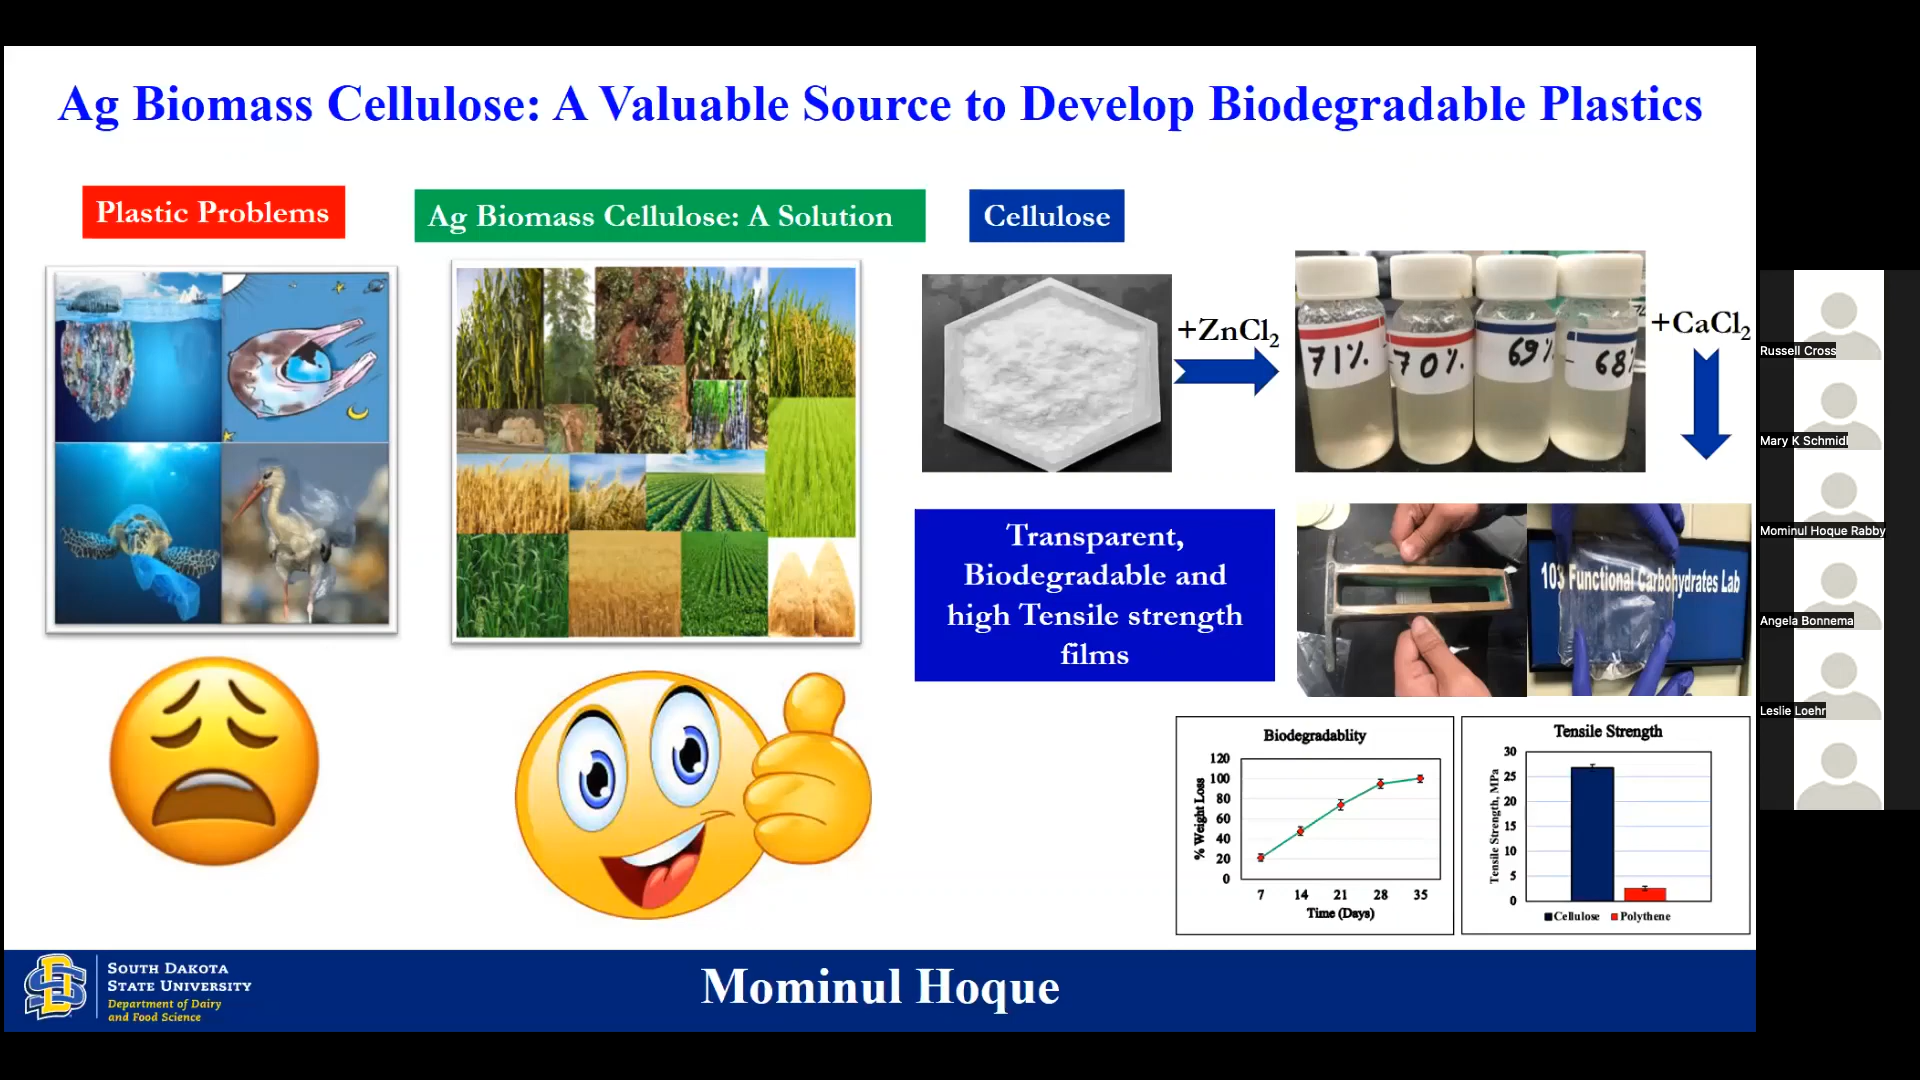 Ag Biomass Cellulose: A Valuable Source to Develop Biodegradable Plastics
Plastic Problems
Ag Biomass Cellulose: A Solution
Cellulose
+ZnCl2
71%
70%
69%
68%
+CaCl2
Transparent,
Biodegradable and
high Tensile strength
films
103 Functional Carbohydrates Lab
Biodegradablity
% Weight Loss
120
100
80
60
40
20
0
7 14 21 28 35
Time (Days)
Tensile Strength
Tensile Strength, MPa
30
25
20
15
10
5
0
Cellulose Polythene
SOUTH DAKOTA
STATE UNIVERSITY
Department of Dairy
and Food Science
Mominul Hoque
Russell Cross
Mary K Schmidl
Mominul Hoque Rabby
Angela Bonnema
Leslie Loehr